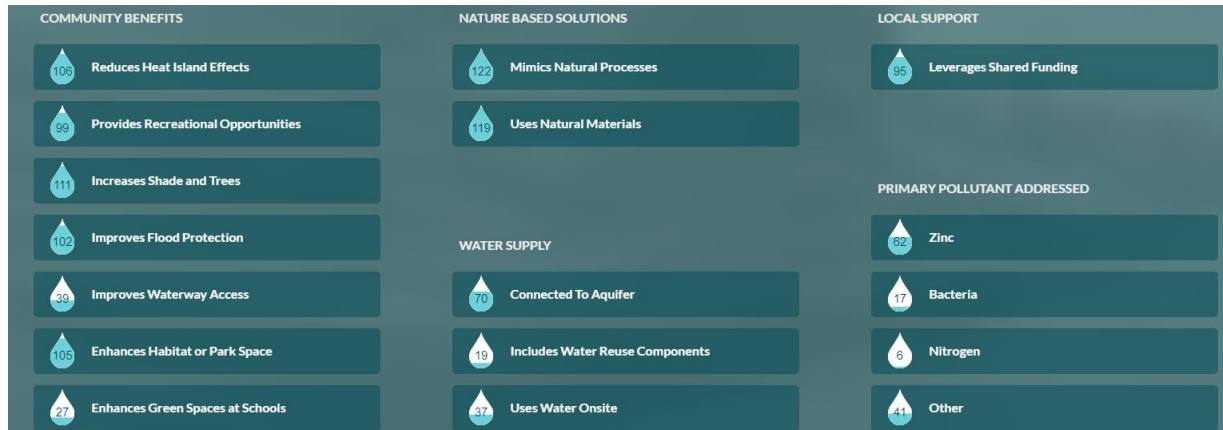 COMMUNITY BENEFITS
106 Reduces Heat Island Effects
99 Provides Recreational Opportunities
111 Increases Shade and Trees
102 Improves Flood Protection
39 Improves Waterway Access
105 Enhances Habitat or Park Space
27 Enhances Green Spaces at Schools
NATURE BASED SOLUTIONS
122 Mimics Natural Processes
119 Uses Natural Materials
WATER SUPPLY
70 Connected To Aquifer
19 Includes Water Reuse Components
37 Uses Water Onsite
LOCAL SUPPORT
95 Leverages Shared Funding
PRIMARY POLLUTANT ADDRESSED
62 Zinc
17 Bacteria
6 Nitrogen
41 Other